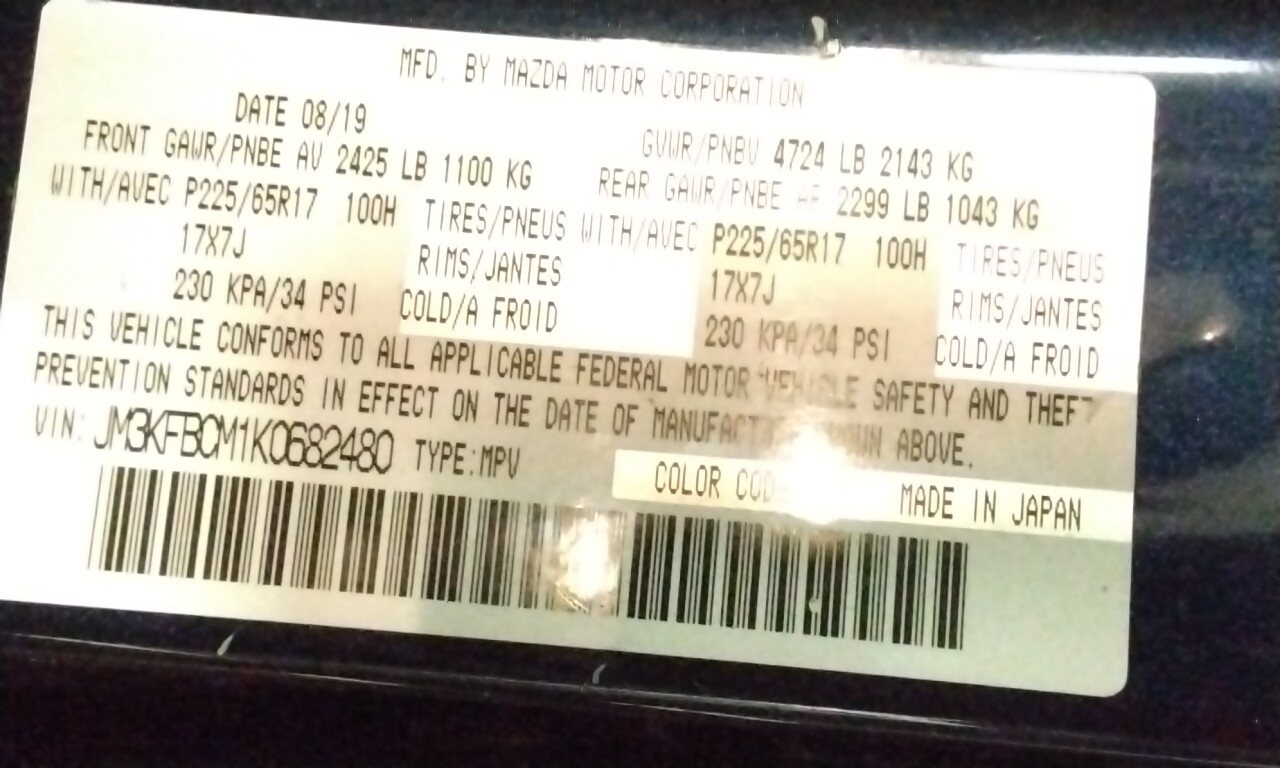 MFD. BY MAZDA MOTOR CORPORATION
DATE 08/19 GVWR/PNBV 4724 LB 2143 KG
FRONT GAWR/PNBE AV 2425 LB 1100 KG REAR GAWR/PNBE AR 2299 LB 1043 KG
WITH/AVEC P225/65R17 100H TIRES/PNEUS WITH/AVEC P225/65R17 100H TIRES/PNEUS
17X7J RIMS/JANTES 17X7J RIMS/JANTES
230 KPA/34 PSI COLD/A FROID 230 KPA/34 PSI COLD/A FROID
THIS VEHICLE CONFORMS TO ALL APPLICABLE FEDERAL MOTOR VEHICLE SAFETY AND THEFT
PREVENTION STANDARDS IN EFFECT ON THE DATE OF ABOVE.
VIN: JM3KFBCM1K0682480 TYPE:MPV
COLOR MADE IN JAPAN